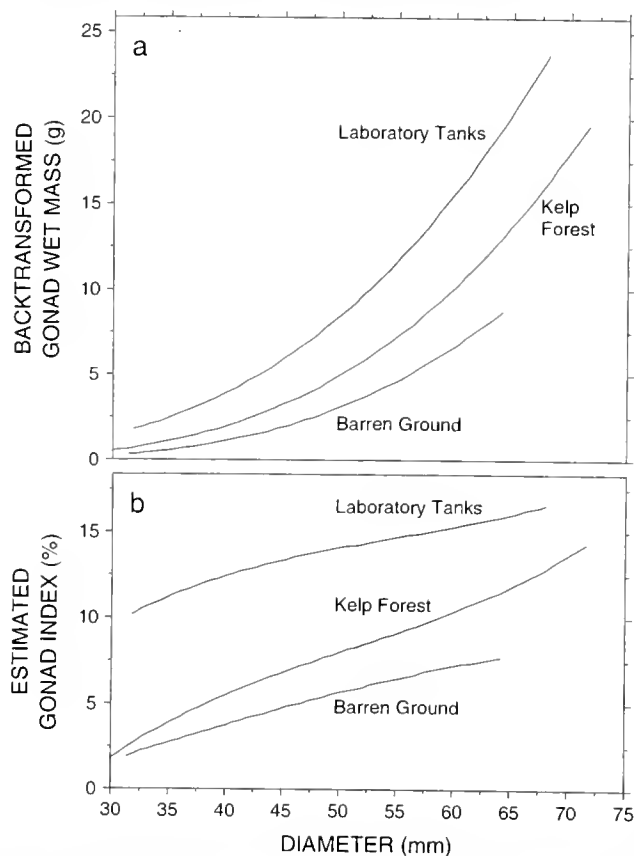 a
BACKTRANSFORMED
GONAD WET MASS (g)
25
20
15
10
5
0
Laboratory Tanks
Kelp
Forest
Barren Ground
b
ESTIMATED
GONAD INDEX (%)
15
10
5
0
Laboratory Tanks
Kelp Forest
Barren Ground
30 35 40 45 50 55 60 65 70 75
DIAMETER (mm)